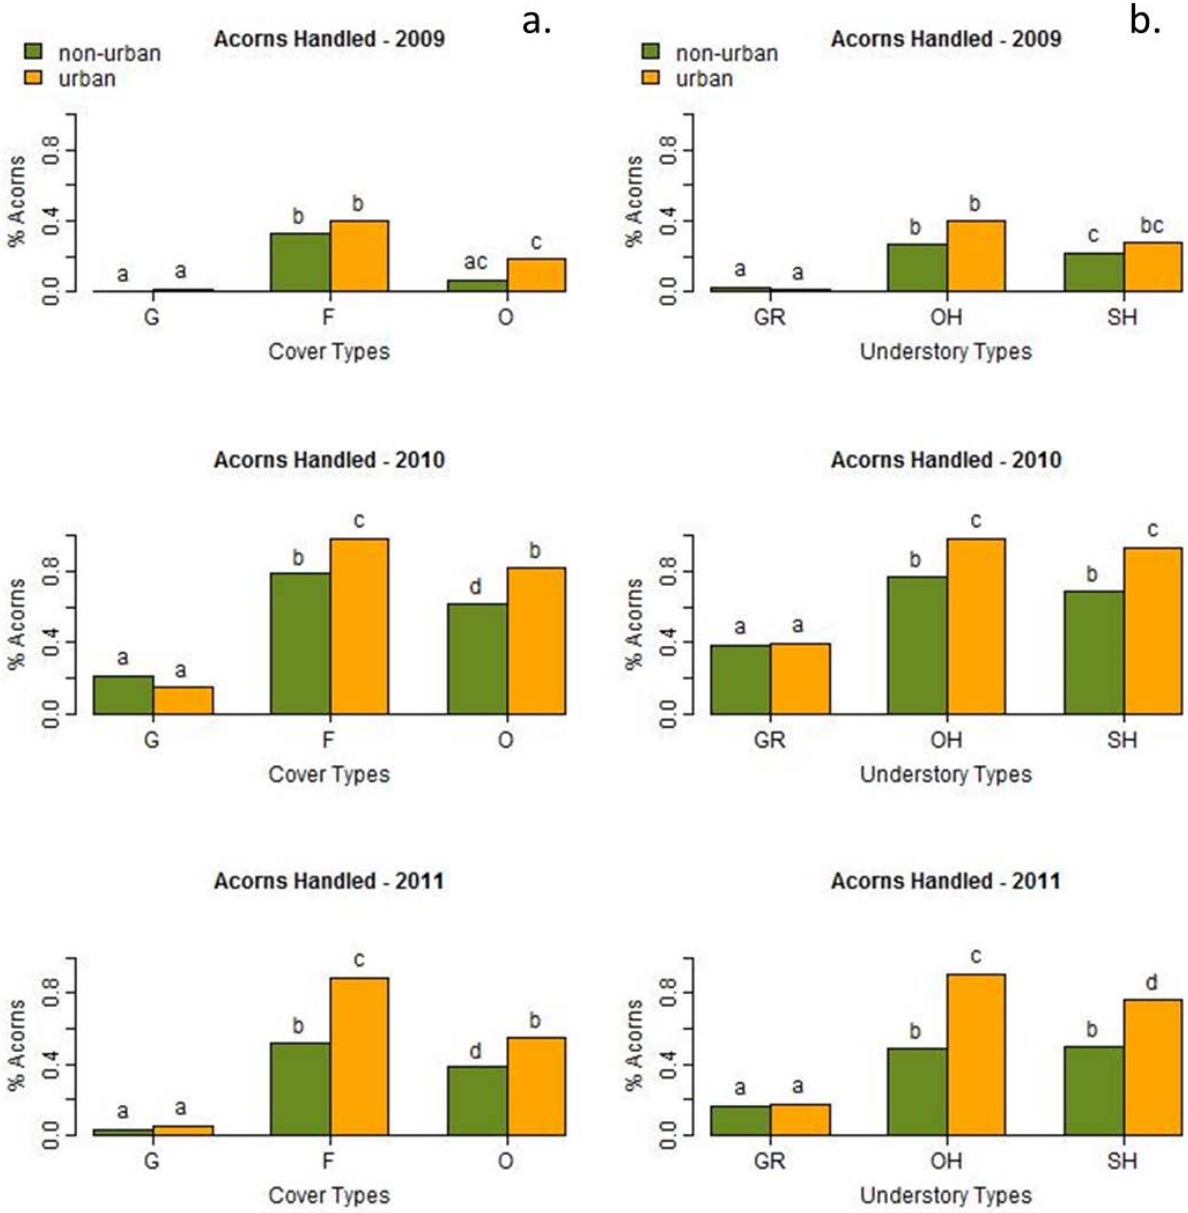 a.
Acorns Handled - 2009
non-urban
urban
% Acorns
0.0 0.4 0.8
a a b b ac c
G F O
Cover Types
b.
Acorns Handled - 2009
non-urban
urban
% Acorns
0.0 0.4 0.8
a a b b c bc
GR OH SH
Understory Types
Acorns Handled - 2010
% Acorns
0.0 0.4 0.8
a a b c d b
G F O
Cover Types
Acorns Handled - 2010
% Acorns
0.0 0.4 0.8
a a b c b c
GR OH SH
Understory Types
Acorns Handled - 2011
% Acorns
0.0 0.4 0.8
a a b c d b
G F O
Cover Types
Acorns Handled - 2011
% Acorns
0.0 0.4 0.8
a a b c b d
GR OH SH
Understory Types